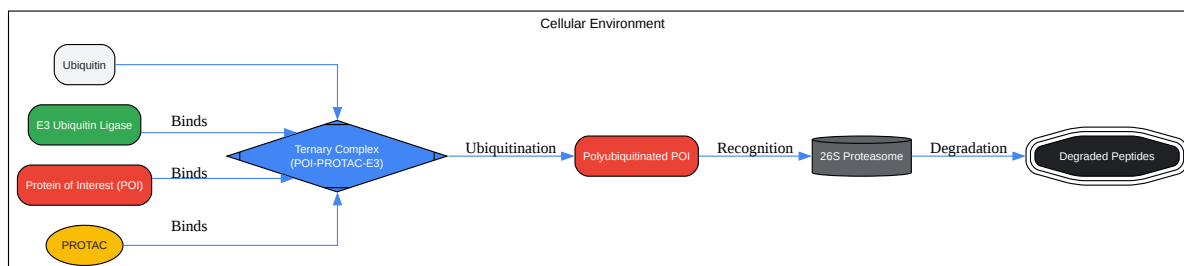 Cellular Environment
Ubiquitin
E3 Ubiquitin Ligase
Binds
Protein of Interest (POI)
Binds
PROTAC
Binds
Ternary Complex
(POI-PROTAC-E3)
Ubiquitination
Polyubiquitinated POI
Recognition
26S Proteasome
Degradation
Degraded Peptides